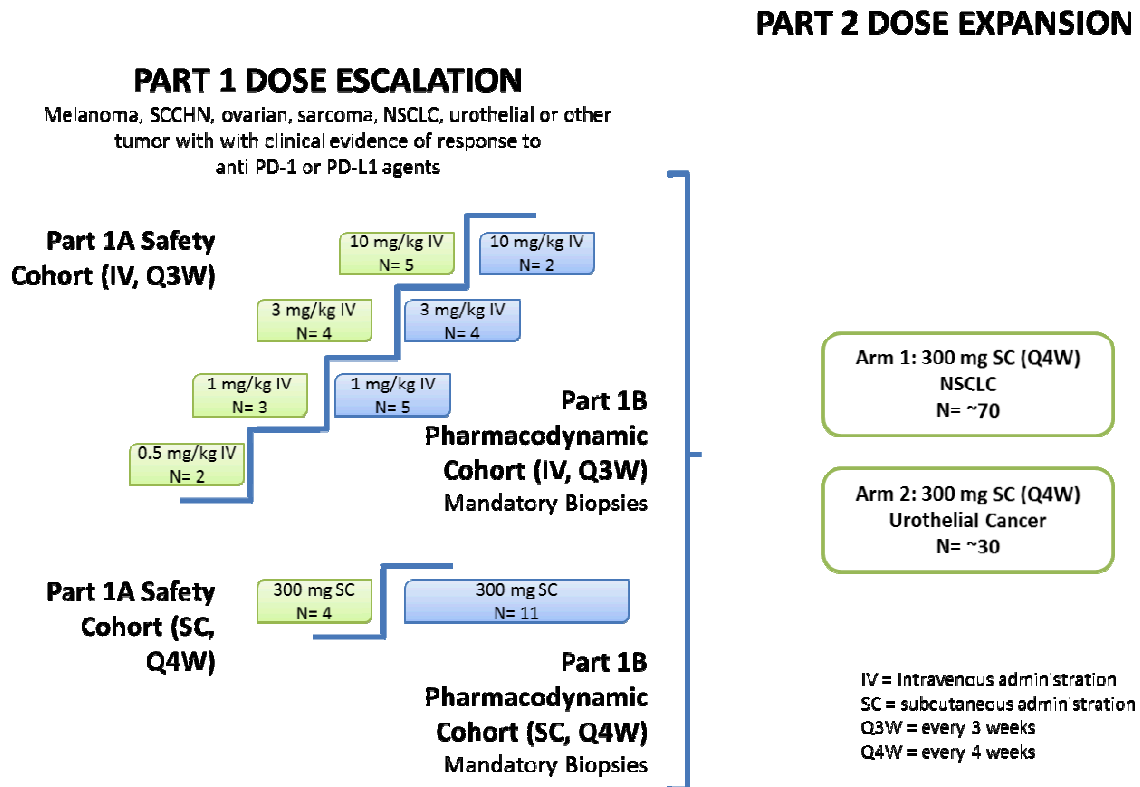 PART 2 DOSE EXPANSION
PART 1 DOSE ESCALATION
Melanoma, SCCHN, ovarian, sarcoma, NSCLC, urothelial or other
tumor with with clinical evidence of response to
anti PD-1 or PD-L1 agents
Part 1A Safety
Cohort (IV, Q3W)
10 mg/kg IV
N= 5
10 mg/kg IV
N= 2
3 mg/kg IV
N= 4
3 mg/kg IV
N= 4
1 mg/kg IV
N= 3
1 mg/kg IV
N= 5
0.5 mg/kg IV
N= 2
Part 1B
Pharmacodynamic
Cohort (IV, Q3W)
Mandatory Biopsies
Part 1A Safety
Cohort (SC,
Q4W)
300 mg SC
N= 4
300 mg SC
N= 11
Part 1B
Pharmacodynamic
Cohort (SC, Q4W)
Mandatory Biopsies
Arm 1: 300 mg SC (Q4W)
NSCLC
N= ~70
Arm 2: 300 mg SC (Q4W)
Urothelial Cancer
N= ~30
IV = Intravenous administration
SC = subcutaneous administration
Q3W = every 3 weeks
Q4W = every 4 weeks